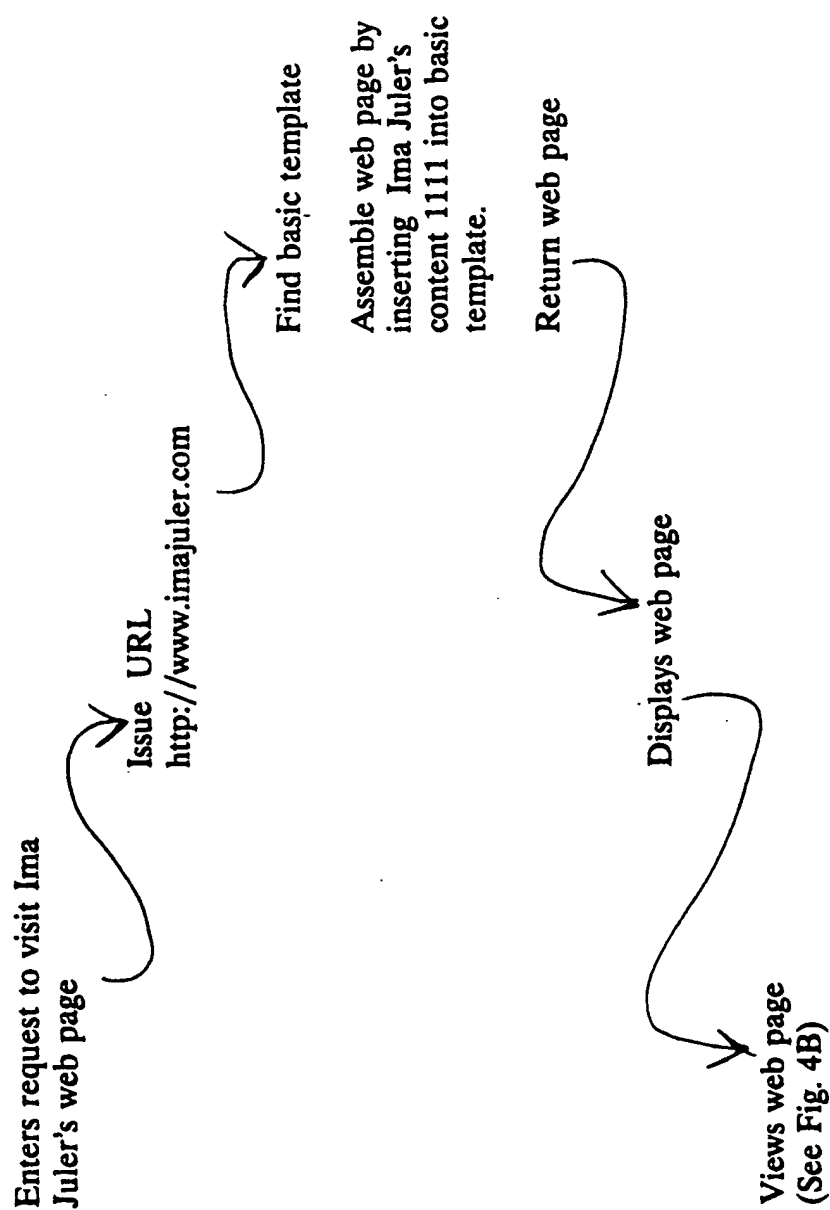 Enters request to visit Ima
Juler's web page
Issue URL
http://www.imajuler.com
Find basic template
Assemble web page by
inserting Ima Juler's
content 1111 into basic
template.
Return web page
Displays web page
Views web page
(See Fig. 4B)